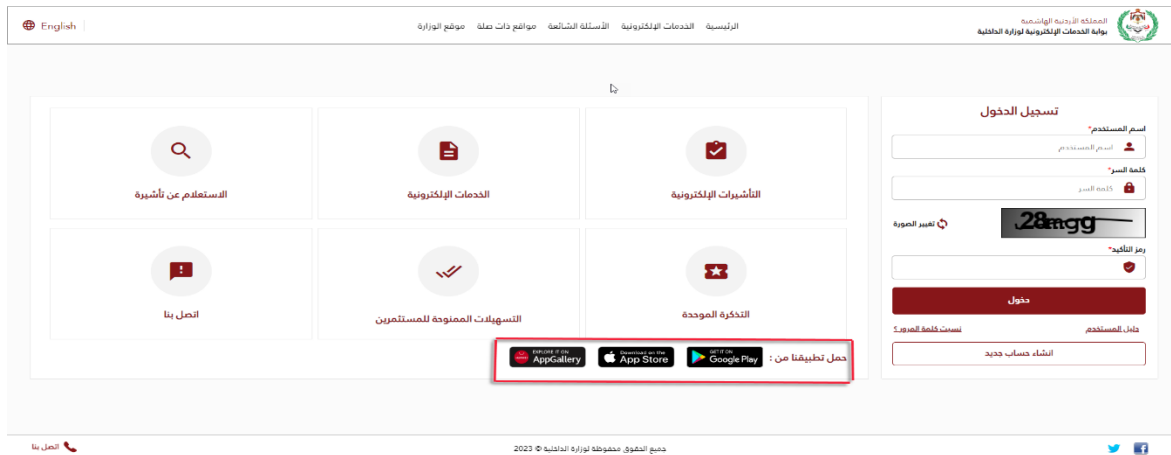 المملكة الأردنية الهاشمية
بوابة الخدمات الإلكترونية لوزارة الداخلية
الرئيسية
الخدمات الإلكترونية
الأسئلة الشائعة
مواقع ذات صلة
موقع الوزارة
English
تسجيل الدخول
اسم المستخدم*
اسم المستخدم
كلمة السر*
كلمة السر
28mgg
تغيير الصورة
رمز التأكيد*
دخول
دليل المستخدم
نسيت كلمة المرور ؟
انشاء حساب جديد
التأشيرات الإلكترونية
الخدمات الإلكترونية
الاستعلام عن تأشيرة
التذكرة الموحدة
التسهيلات الممنوحة للمستثمرين
اتصل بنا
حمل تطبيقنا من :
GET IT ON
Google Play
Download on the
App Store
EXPLORE IT ON
AppGallery
جميع الحقوق محفوظة لوزارة الداخلية © 2023
اتصل بنا